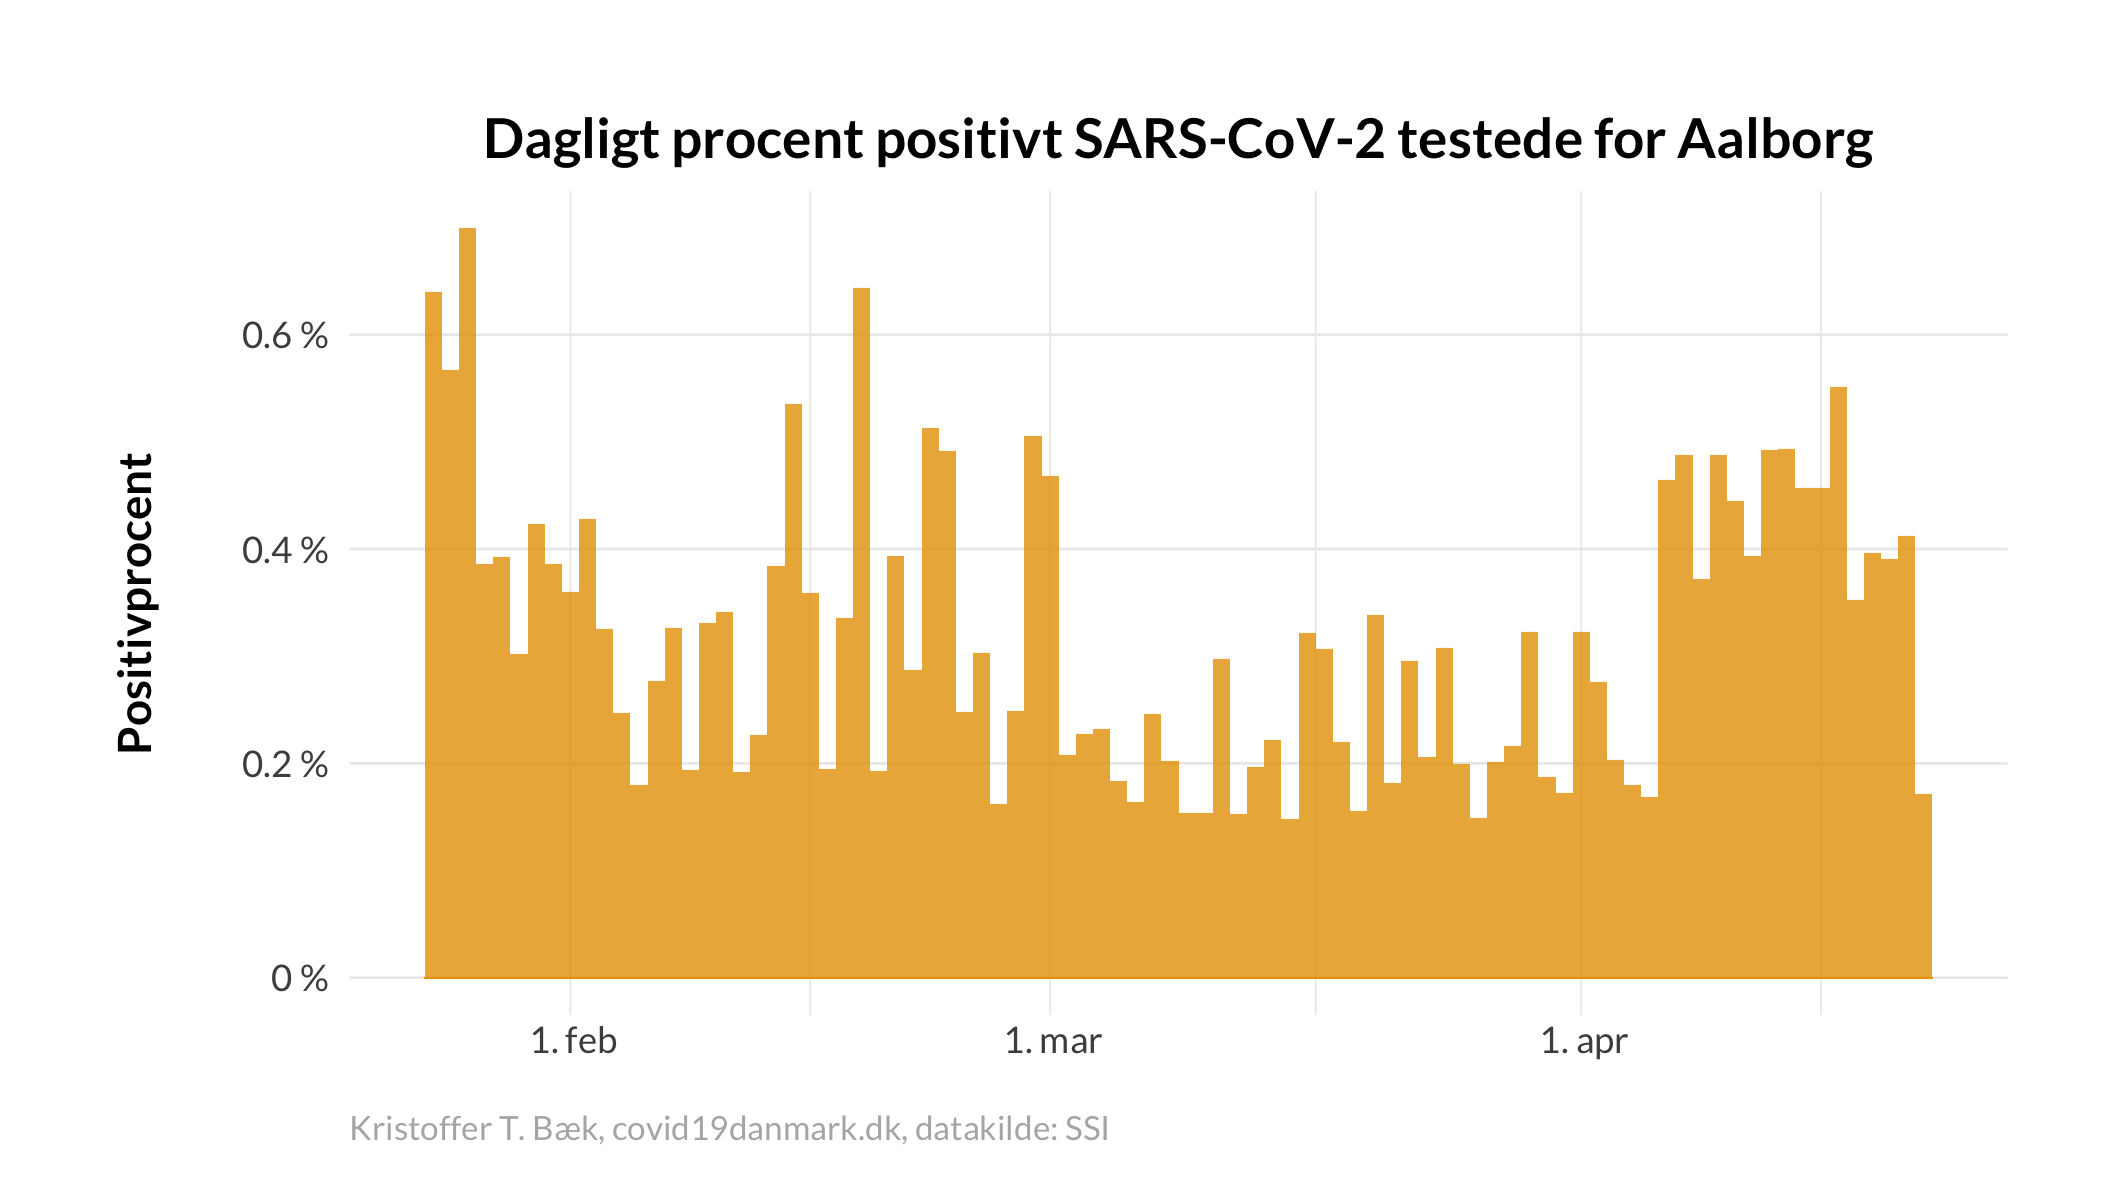 Dagligt procent positivt SARS-CoV-2 testede for Aalborg
Positivprocent
0.6 %
0.4 %
0.2 %
0 %
1. feb
1. mar
1. apr
Kristoffer T. Bæk, covid19danmark.dk, datakilde: SSI